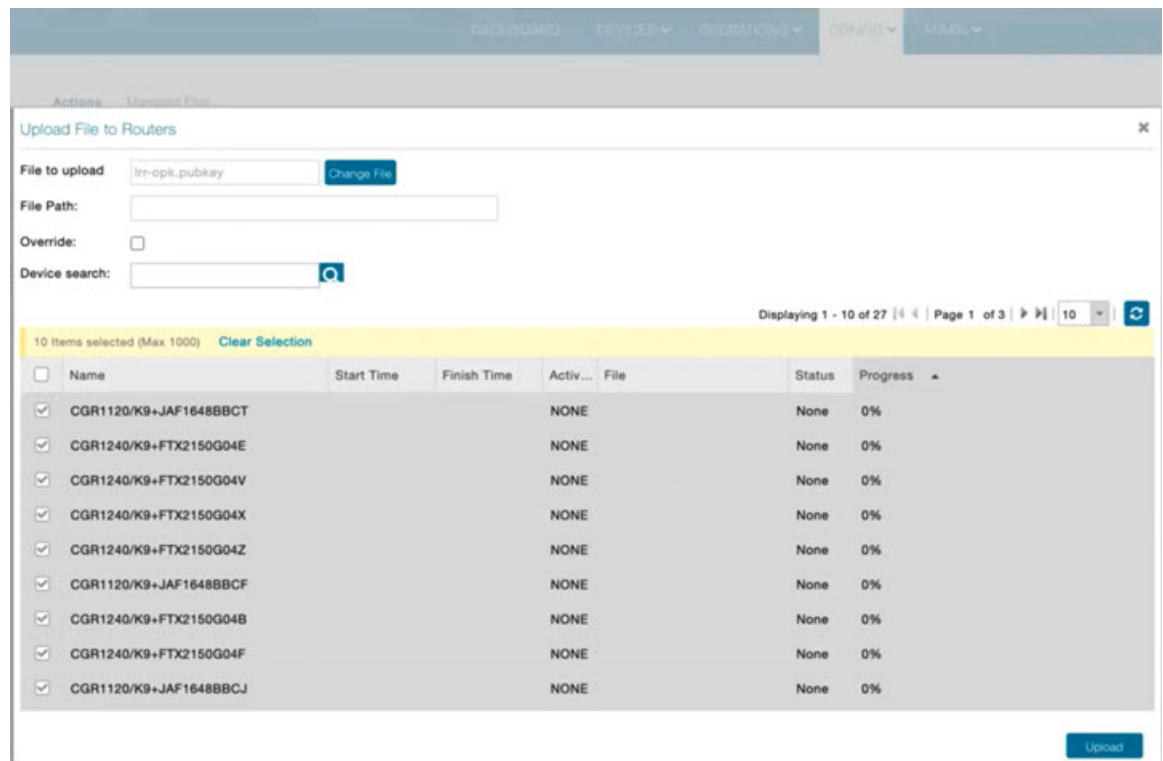 DASHBOARD DEVICES OPERATIONS CONFIG ADMIN
Actions Managed Files
Upload File to Routers
File to upload lrr-opk.pubkey Change File
File Path:
Override:
Device search:
Displaying 1 - 10 of 27 | Page 1 of 3 | 10
10 Items selected (Max 1000) Clear Selection
Name Start Time Finish Time Activ... File Status Progress
CGR1120/K9+JAF1648BBCT NONE None 0%
CGR1240/K9+FTX2150G04E NONE None 0%
CGR1240/K9+FTX2150G04V NONE None 0%
CGR1240/K9+FTX2150G04X NONE None 0%
CGR1240/K9+FTX2150G04Z NONE None 0%
CGR1120/K9+JAF1648BBCF NONE None 0%
CGR1240/K9+FTX2150G04B NONE None 0%
CGR1240/K9+FTX2150G04F NONE None 0%
CGR1120/K9+JAF1648BBCJ NONE None 0%
Upload